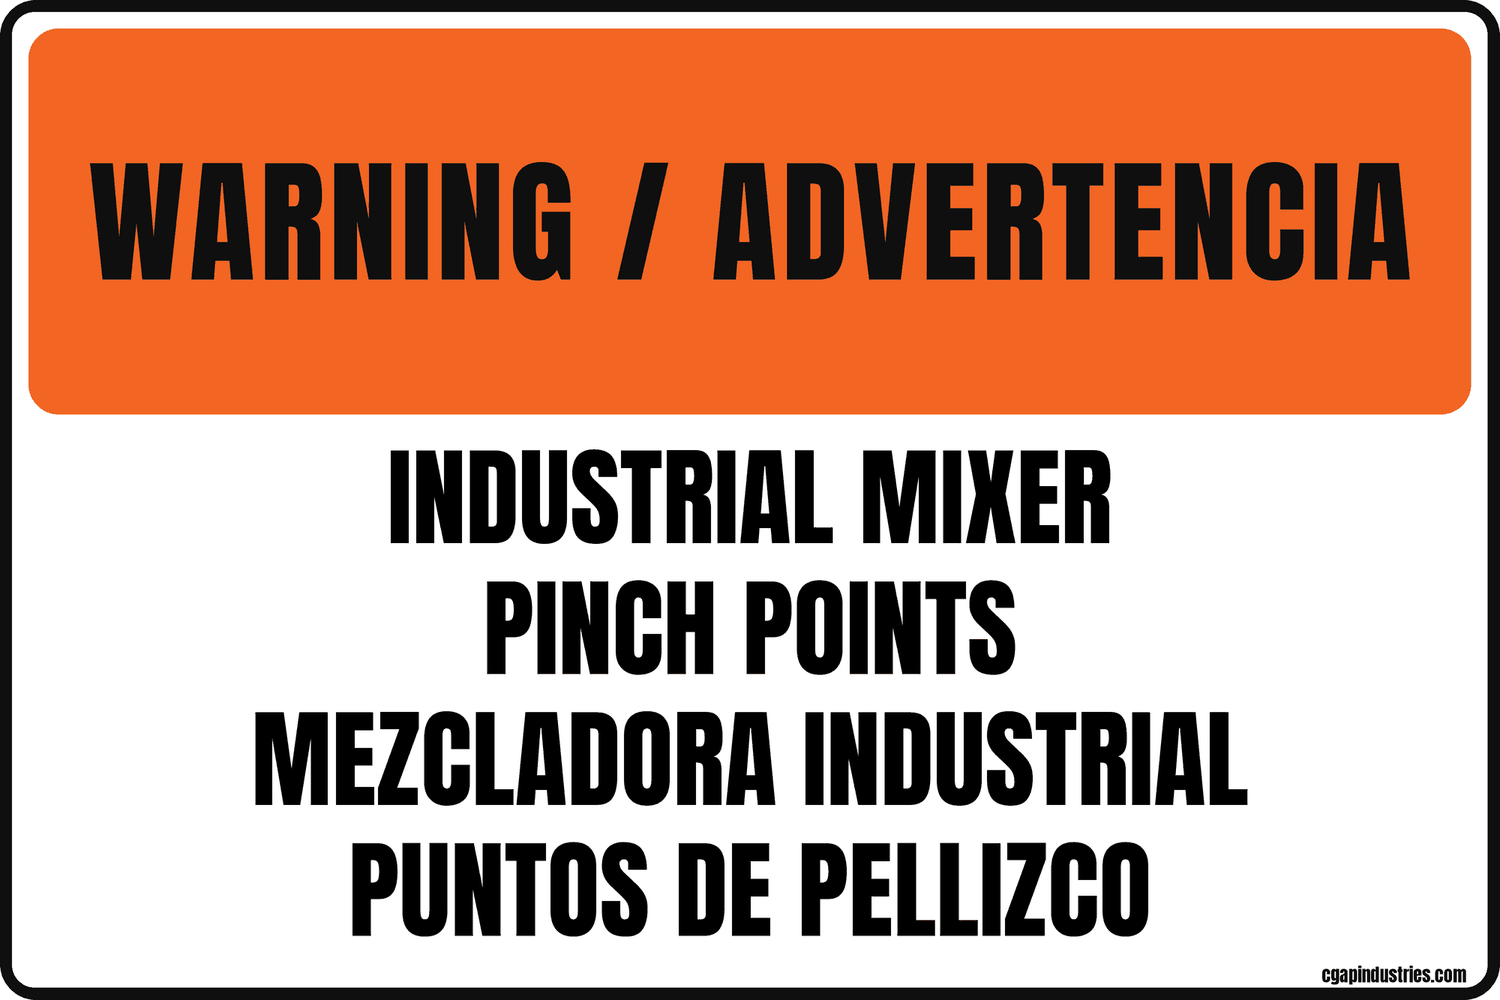 WARNING / ADVERTENCIA
INDUSTRIAL MIXER
PINCH POINTS
MEZCLADORA INDUSTRIAL
PUNTOS DE PELLIZCO
cgapindustries.com